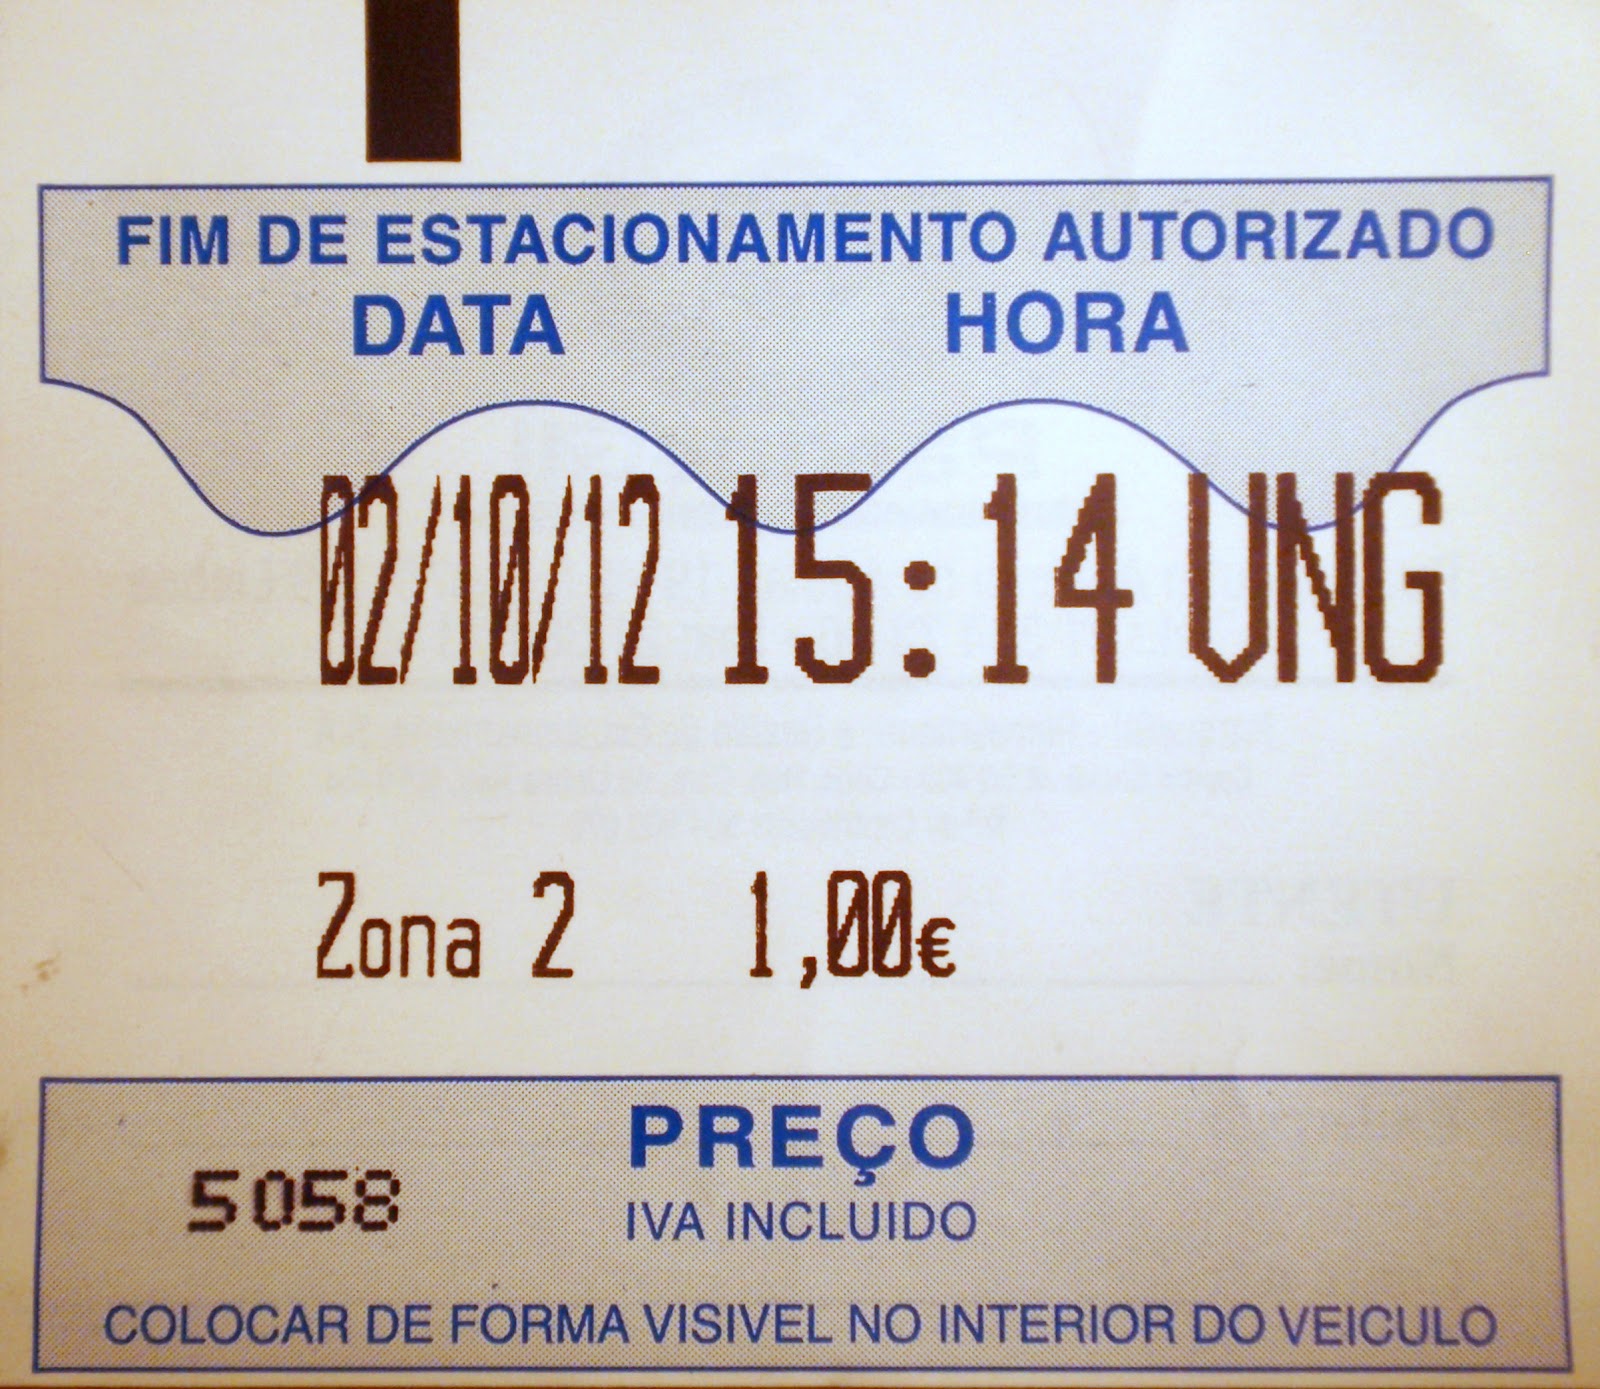 FIM DE ESTACIONAMENTO AUTORIZADO
DATA HORA
02/10/12 15:14 VNG
Zona 2 1,00€
PREÇO
5058
IVA INCLUIDO
COLOCAR DE FORMA VISIVEL NO INTERIOR DO VEICULO